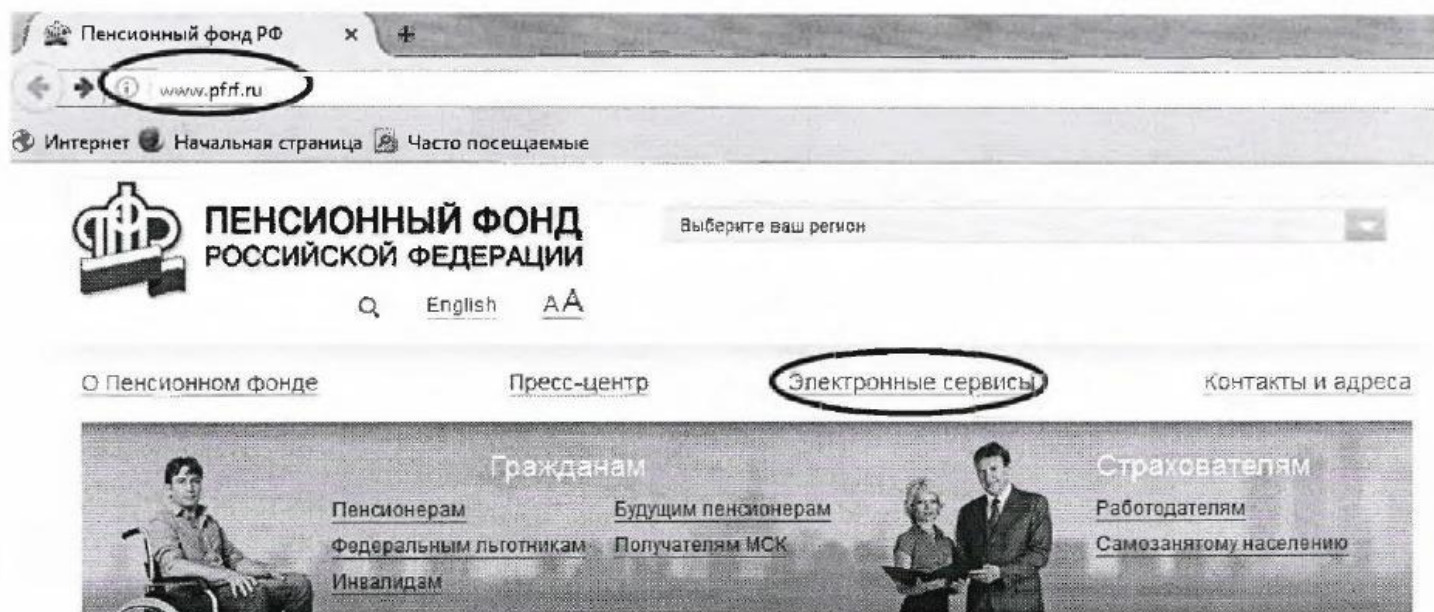 Пенсионный фонд РФ
www.pfrf.ru
Интернет Начальная страница Часто посещаемые
ПЕНСИОННЫЙ ФОНД
РОССИЙСКОЙ ФЕДЕРАЦИИ
Выберите ваш регион
English AA
О Пенсионном фонде Пресс-центр Электронные сервисы Контакты и адреса
Гражданам
Пенсионерам Будущим пенсионерам
Федеральным льготникам Получателям МСК
Инвалидам
Страхователям
Работодателям
Самозанятому населению